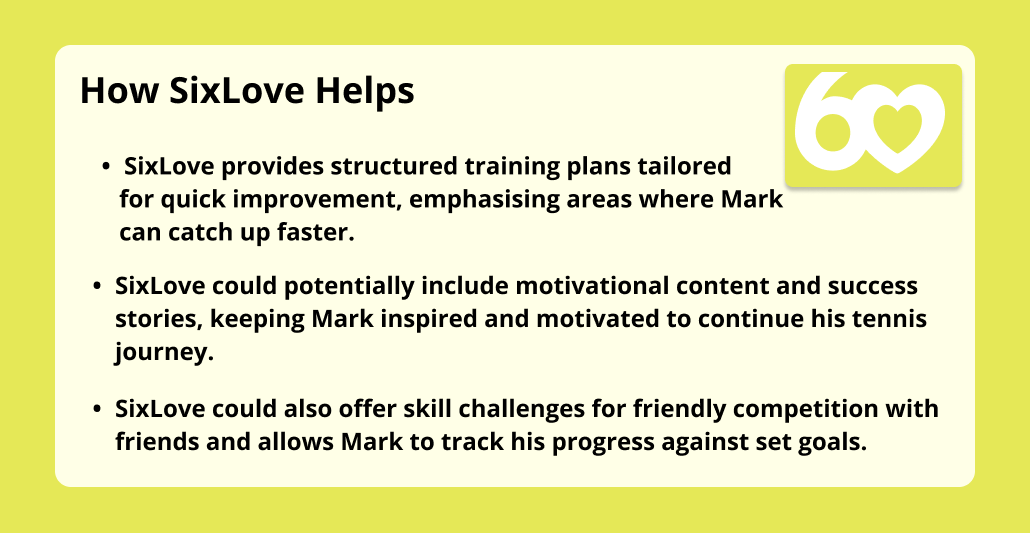 How SixLove Helps
6
• SixLove provides structured training plans tailored
for quick improvement, emphasising areas where Mark
can catch up faster.
• SixLove could potentially include motivational content and success
stories, keeping Mark inspired and motivated to continue his tennis
journey.
• SixLove could also offer skill challenges for friendly competition with
friends and allows Mark to track his progress against set goals.